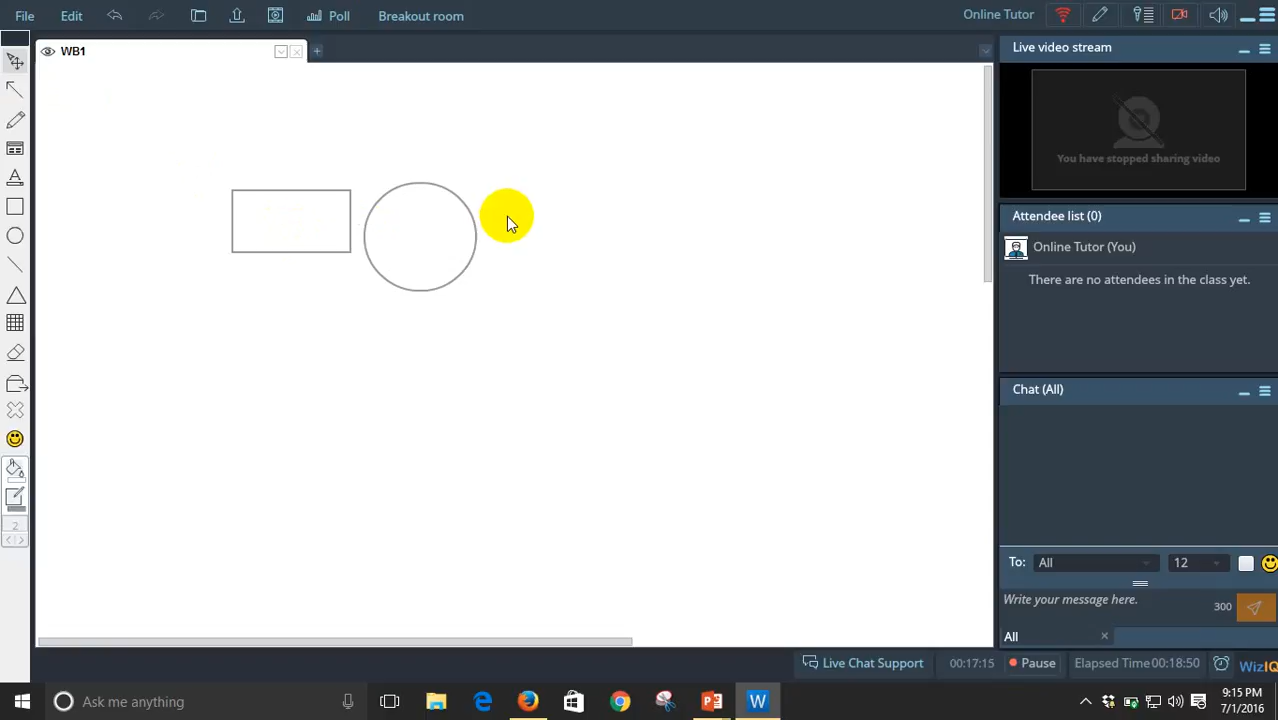 File Edit Poll Breakout room Online Tutor
WB1
Live video stream
You have stopped sharing video
Attendee list (0)
Online Tutor (You)
There are no attendees in the class yet.
Chat (All)
To: All 12
Write your message here. 300
All
2
Live Chat Support 00:17:15 Pause Elapsed Time 00:18:50 WizIQ
Ask me anything
9:15 PM
7/1/2016